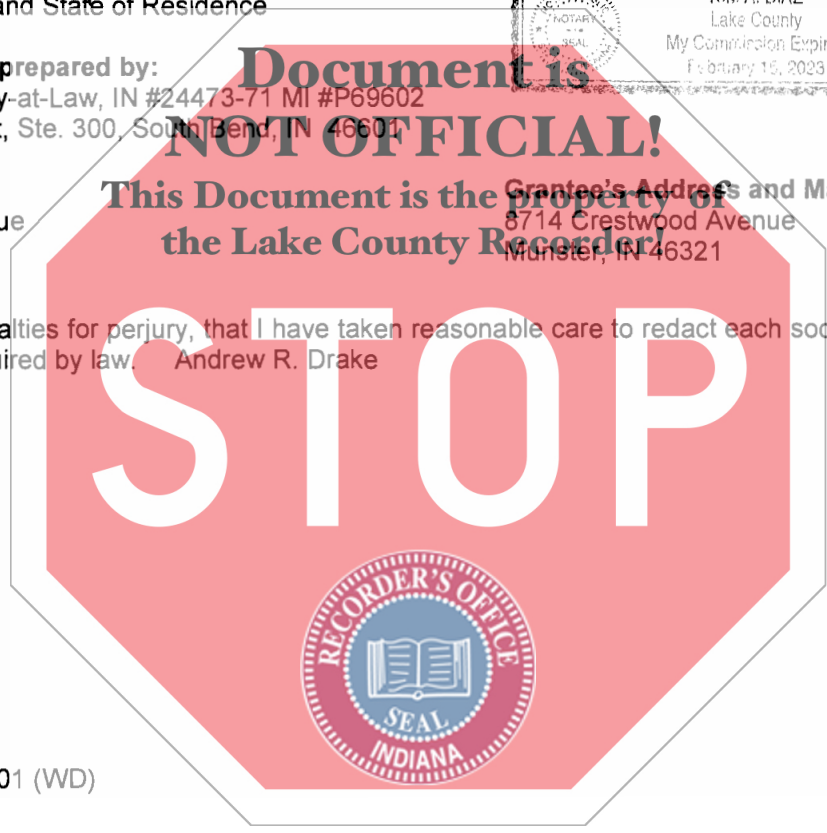 and State of Residence
NOTARY
SEAL
Lake County
My Commission Expir
February 15, 2023
prepared by:
y-at-Law, IN #24473-71 MI #P69602
, Ste. 300, South Bend, IN 46601
Document is
NOT OFFICIAL!
This Document is the property of
the Lake County Recorder!
Grantee's Address and M
ue
8714 Crestwood Avenue
Munster, IN 46321
alties for perjury, that I have taken reasonable care to redact each soc
uired by law. Andrew R. Drake
STOP
RECORDER'S OFFICE
SEAL
INDIANA
01 (WD)